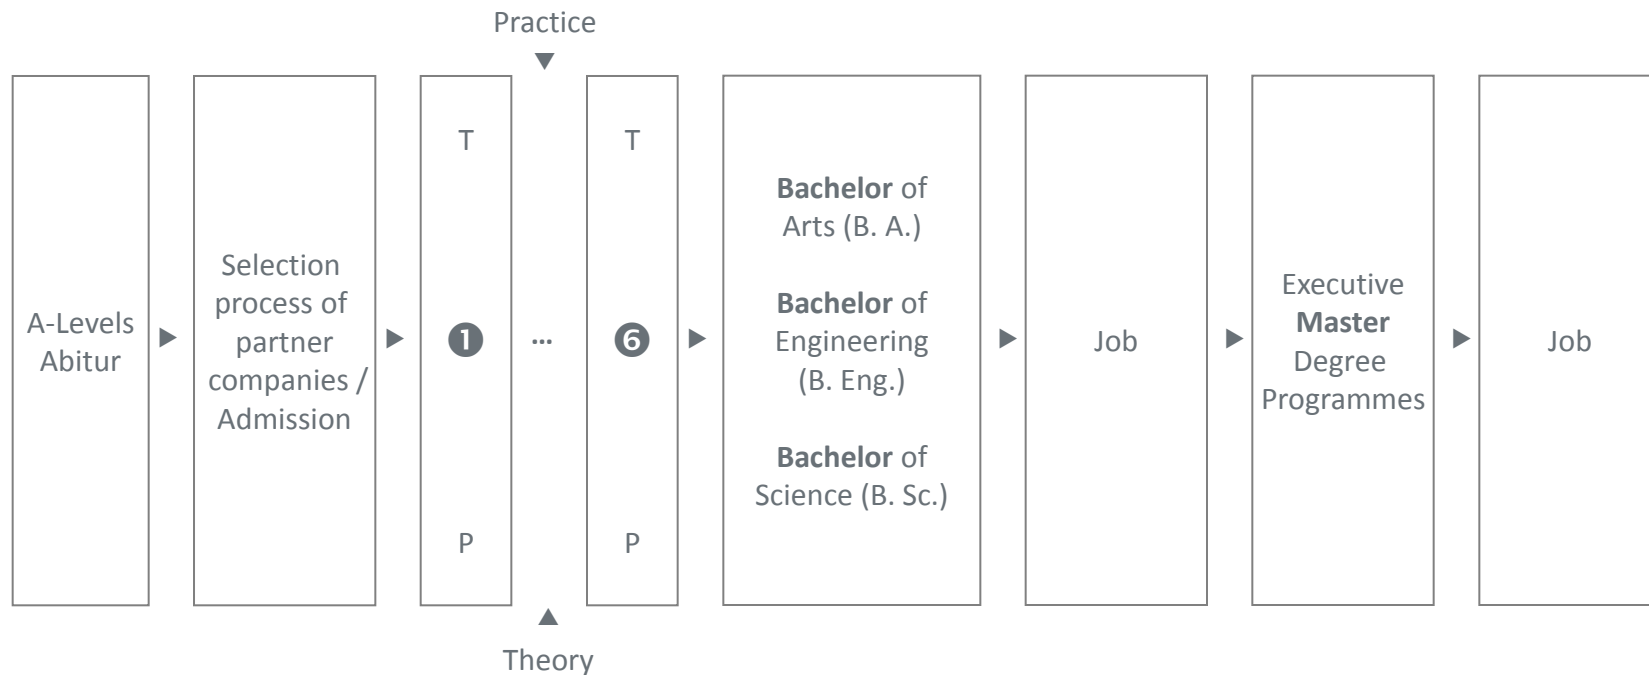 Practice
A-Levels
Abitur
Selection
process of
partner
companies /
Admission
T
❶
P
...
T
❻
P
Theory
Bachelor of
Arts (B. A.)
Bachelor of
Engineering
(B. Eng.)
Bachelor of
Science (B. Sc.)
Job
Executive
Master
Degree
Programmes
Job